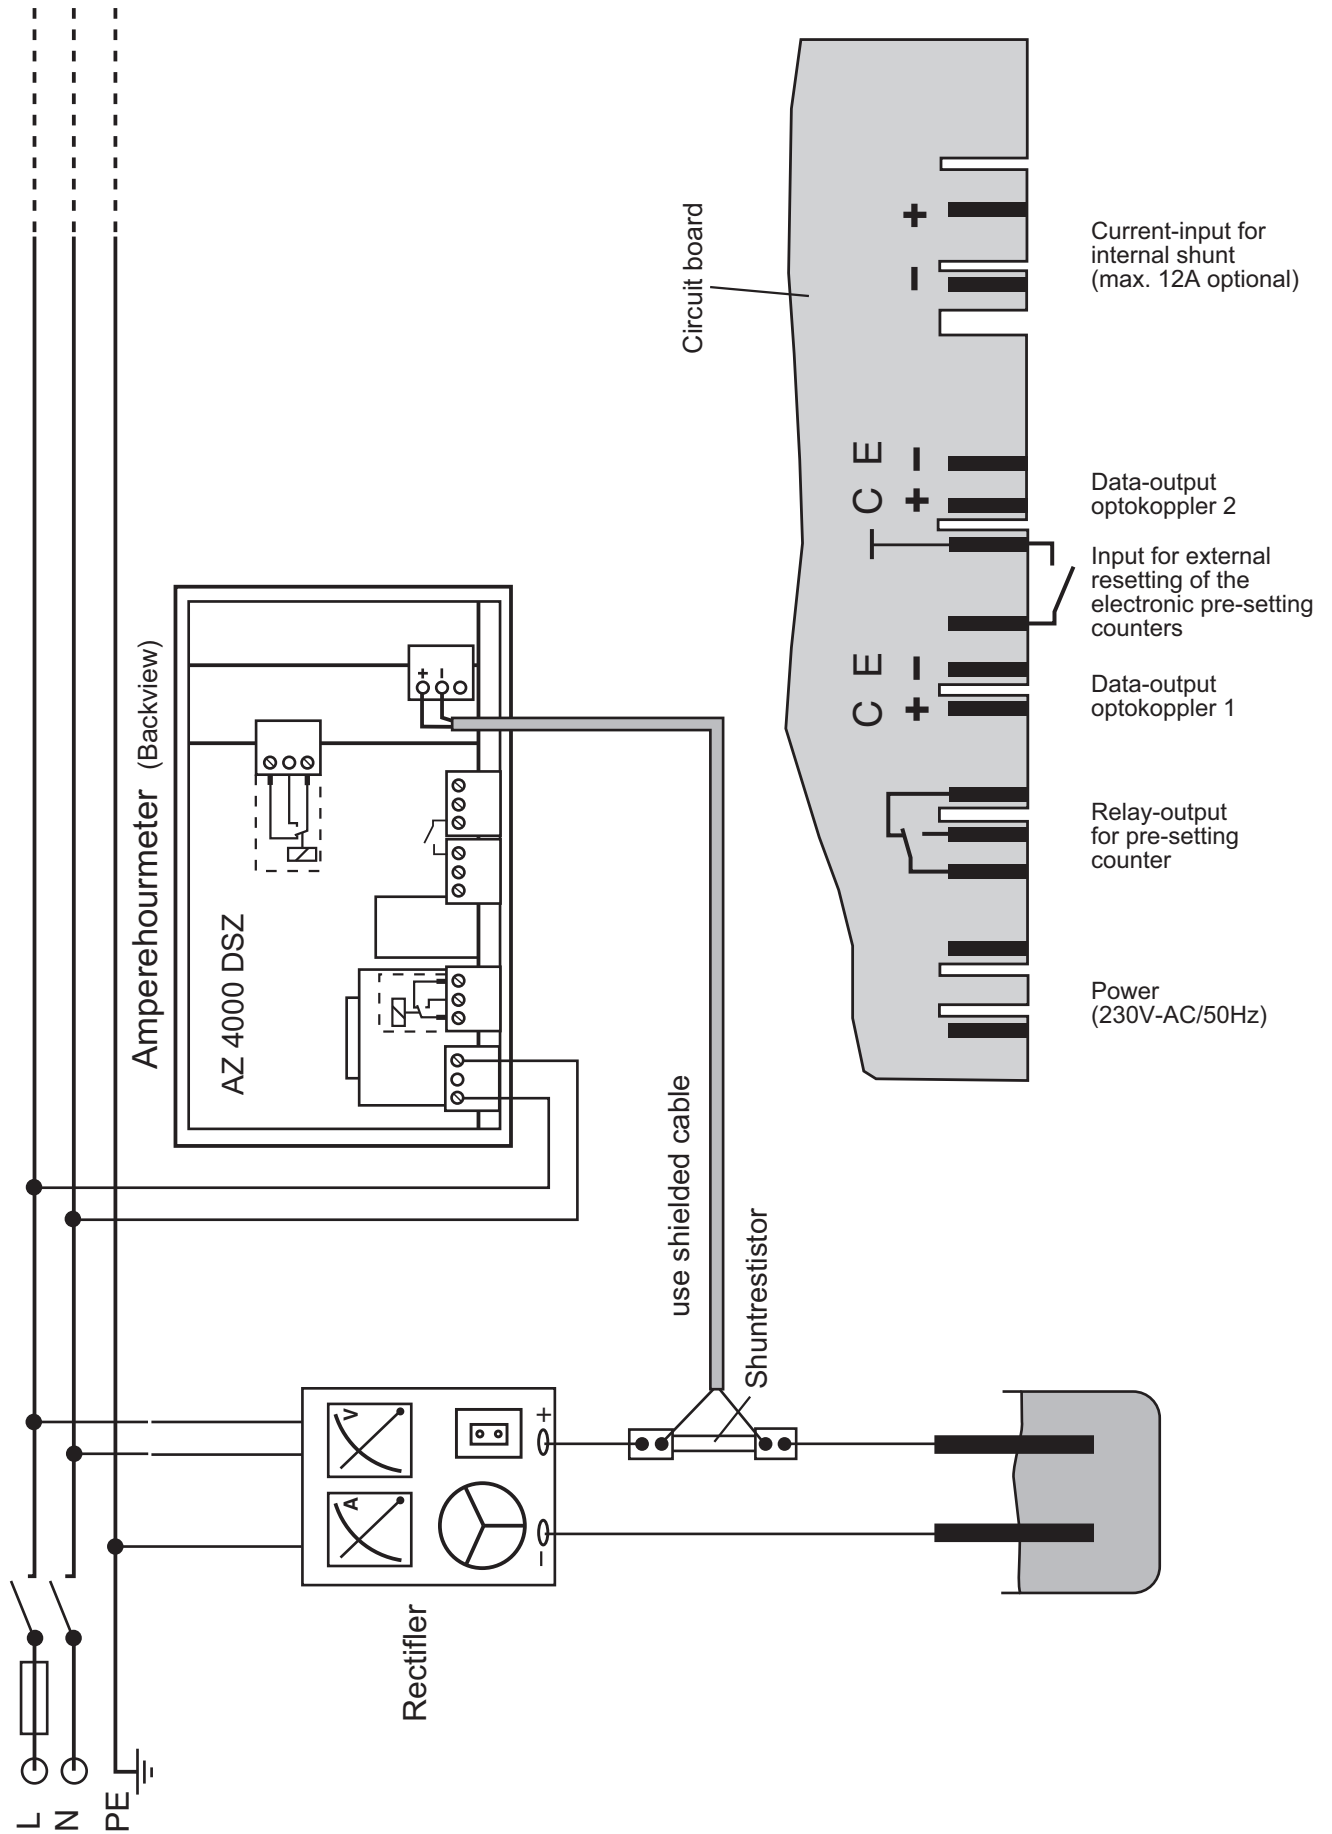 L
N
PE
Rectifler
A
V
−
+
Amperehourmeter (Backview)
AZ 4000 DSZ
+
−
use shielded cable
Shuntrestistor
Circuit board
+
−
Current-input for
internal shunt
(max. 12A optional)
C E
+ −
Data-output
optokoppler 2
Input for external
resetting of the
electronic pre-setting
counters
C E
+ −
Data-output
optokoppler 1
Relay-output
for pre-setting
counter
Power
(230V-AC/50Hz)